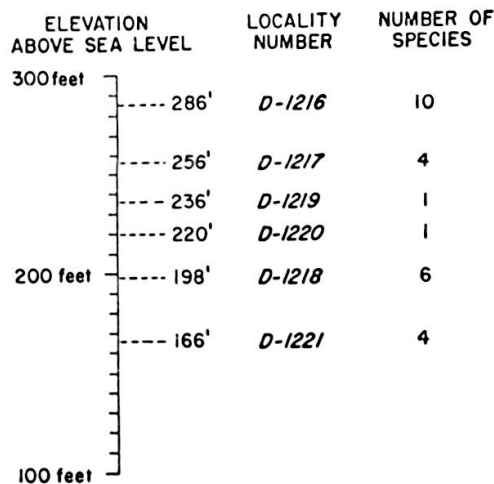 ELEVATION ABOVE SEA LEVEL LOCALITY NUMBER NUMBER OF SPECIES
300 feet
286' D-1216 10
256' D-1217 4
236' D-1219 1
220' D-1220 1
200 feet 198' D-1218 6
166' D-1221 4
100 feet